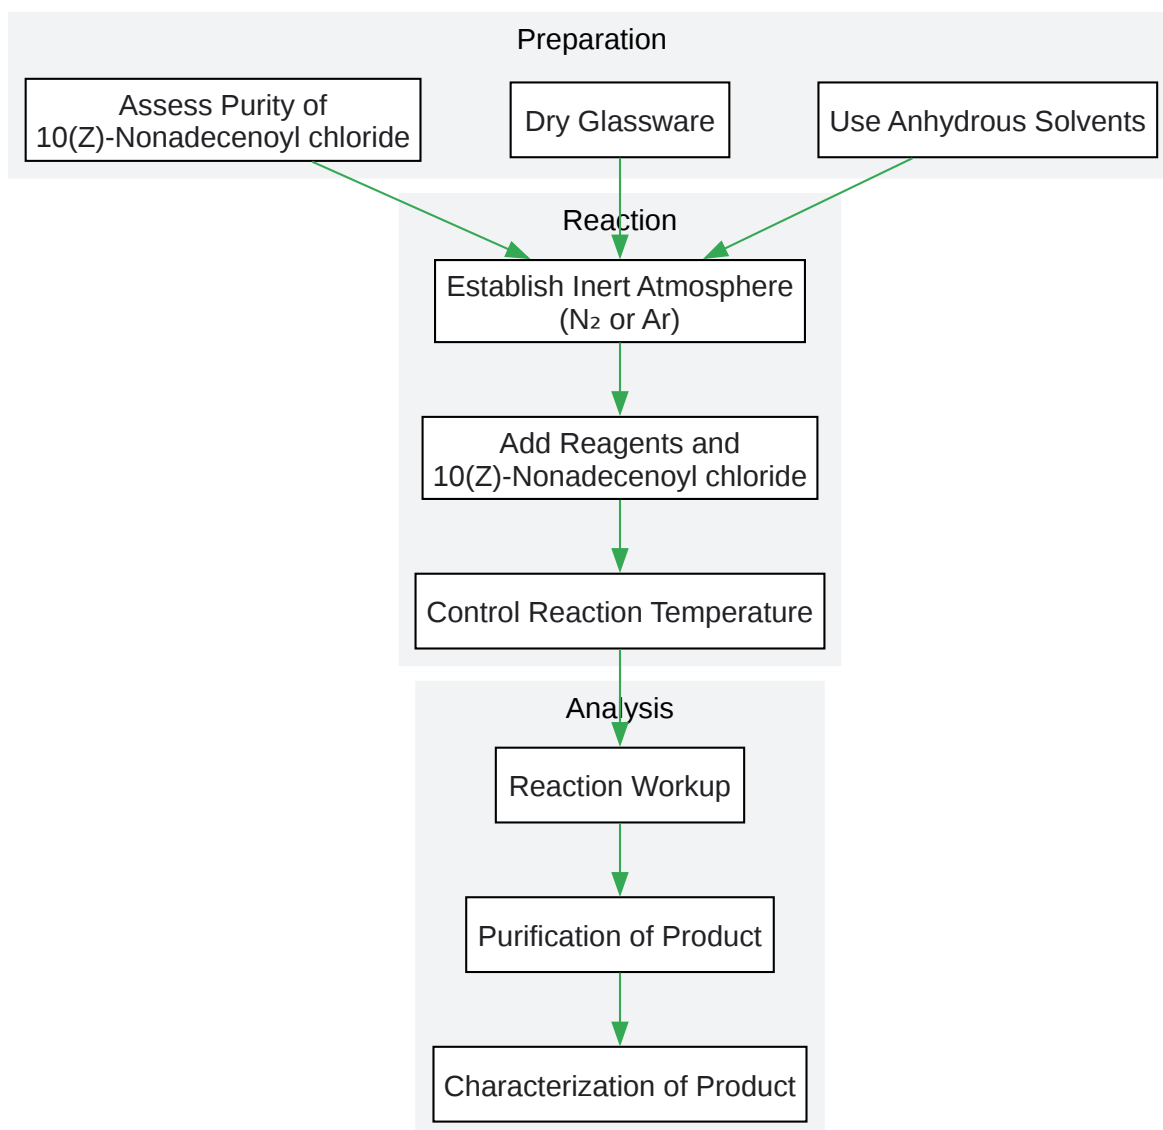 Preparation
Assess Purity of
10(Z)-Nonadecenoyl chloride
Dry Glassware
Use Anhydrous Solvents
Reaction
Establish Inert Atmosphere
(N₂ or Ar)
Add Reagents and
10(Z)-Nonadecenoyl chloride
Control Reaction Temperature
Analysis
Reaction Workup
Purification of Product
Characterization of Product